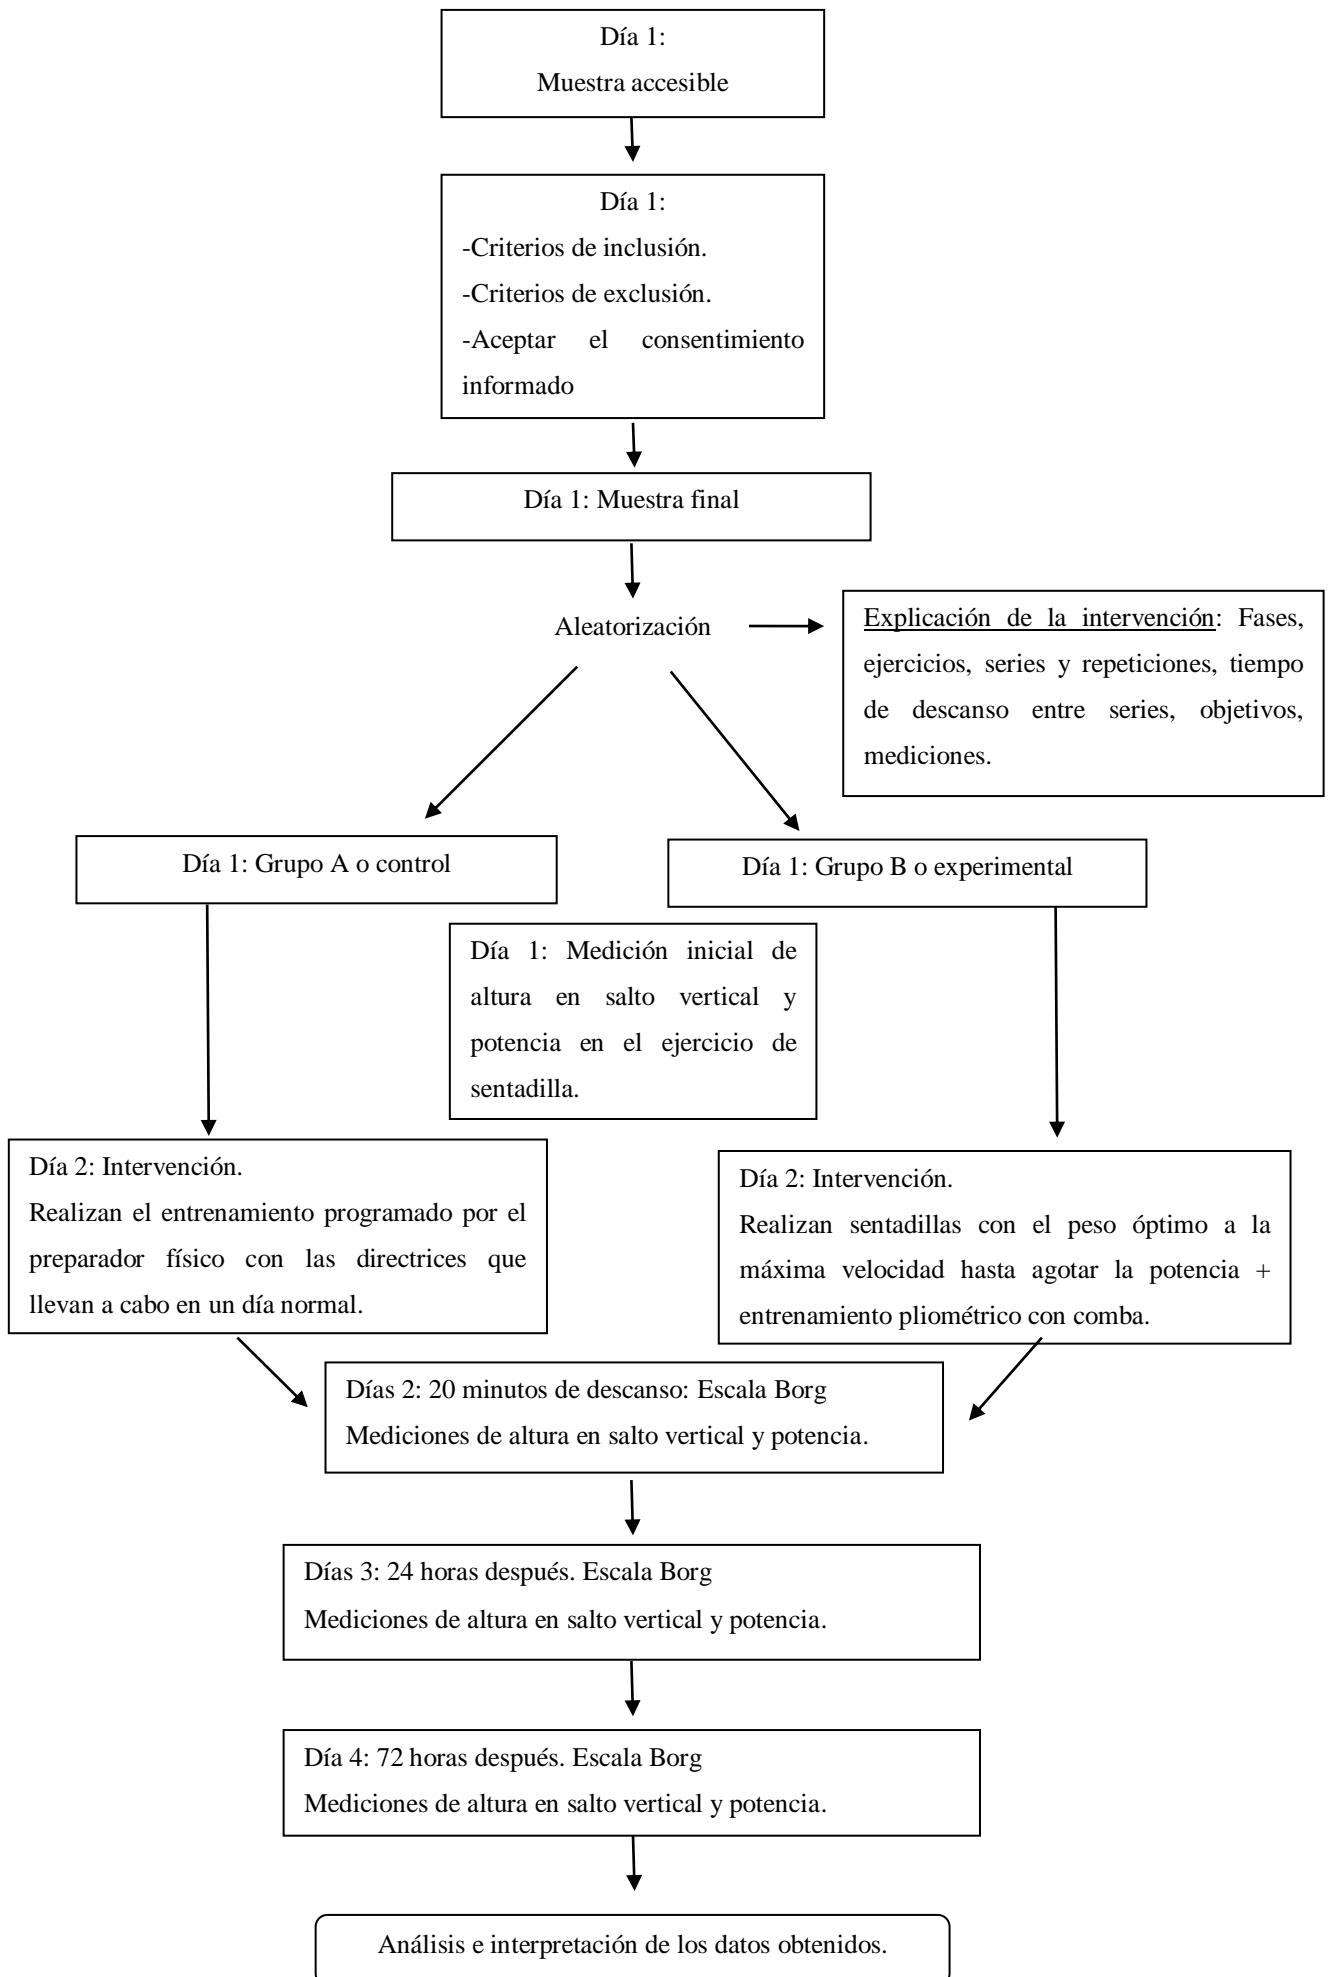 Día 1:
Muestra accesible
Día 1:
-Criterios de inclusión.
-Criterios de exclusión.
-Aceptar el consentimiento
informado
Día 1: Muestra final
Aleatorización
Explicación de la intervención: Fases,
ejercicios, series y repeticiones, tiempo
de descanso entre series, objetivos,
mediciones.
Día 1: Grupo A o control
Día 1: Grupo B o experimental
Día 1: Medición inicial de
altura en salto vertical y
potencia en el ejercicio de
sentadilla.
Día 2: Intervención.
Realizan el entrenamiento programado por el
preparador físico con las directrices que
llevan a cabo en un día normal.
Día 2: Intervención.
Realizan sentadillas con el peso óptimo a la
máxima velocidad hasta agotar la potencia +
entrenamiento pliométrico con comba.
Días 2: 20 minutos de descanso: Escala Borg
Mediciones de altura en salto vertical y potencia.
Días 3: 24 horas después. Escala Borg
Mediciones de altura en salto vertical y potencia.
Día 4: 72 horas después. Escala Borg
Mediciones de altura en salto vertical y potencia.
Análisis e interpretación de los datos obtenidos.